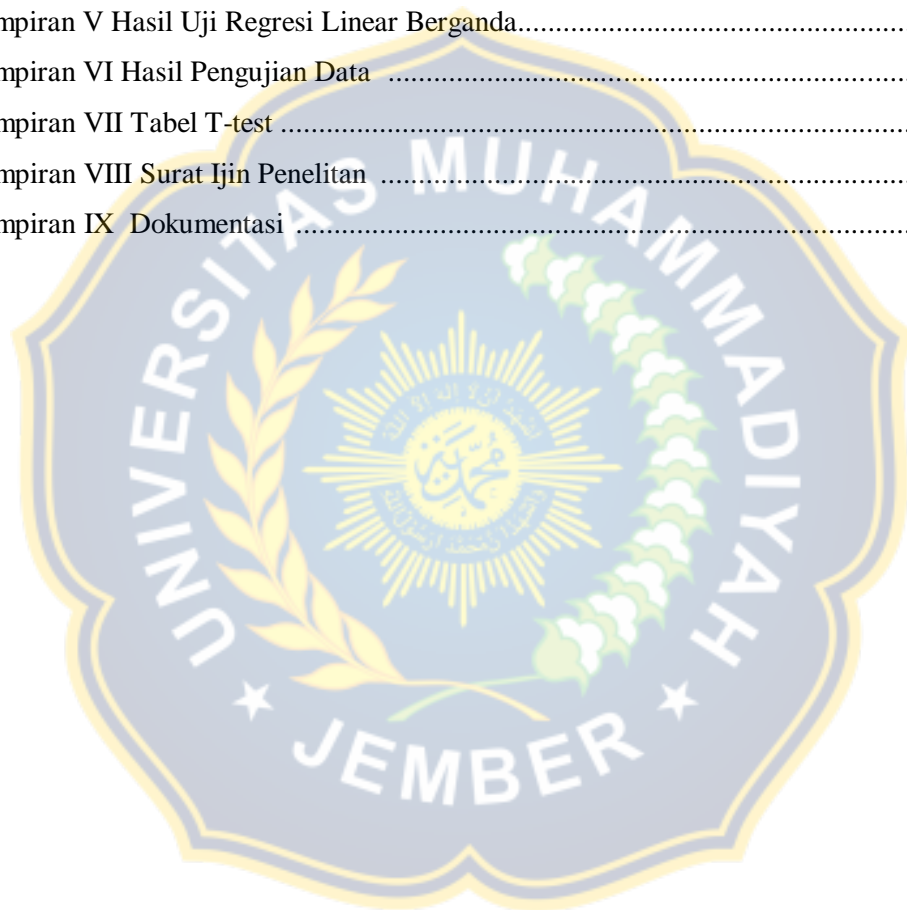 mpiran V Hasil Uji Regresi Linear Berganda.......................................................
mpiran VI Hasil Pengujian Data ........................................................................
mpiran VII Tabel T-test ........................................................................................
mpiran VIII Surat Ijin Penelitan .........................................................................
mpiran IX Dokumentasi .....................................................................................
UNIVERSITAS MUHAMMADIYAH
JEMBER
محمد